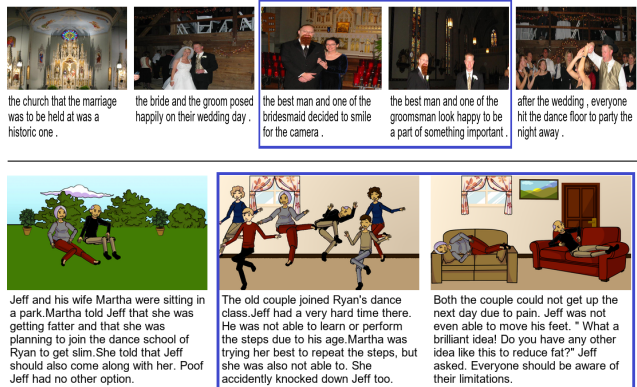 the church that the marriage
was to be held at was a
historic one .
the bride and the groom posed
happily on their wedding day .
the best man and one of the
bridesmaid decided to smile
for the camera .
the best man and one of the
groomsman look happy to be
a part of something important .
after the wedding , everyone
hit the dance floor to party the
night away .
Jeff and his wife Martha were sitting in
a park.Martha told Jeff that she was
getting fatter and that she was
planning to join the dance school of
Ryan to get slim.She told that Jeff
should also come along with her. Poof
Jeff had no other option.
The old couple joined Ryan's dance
class.Jeff had a very hard time there.
He was not able to learn or perform
the steps due to his age.Martha was
trying her best to repeat the steps, but
she was also not able to. She
accidently knocked down Jeff too.
Both the couple could not get up the
next day due to pain. Jeff was not
even able to move his feet. " What a
brilliant idea! Do you have any other
idea like this to reduce fat?" Jeff
asked. Everyone should be aware of
their limitations.